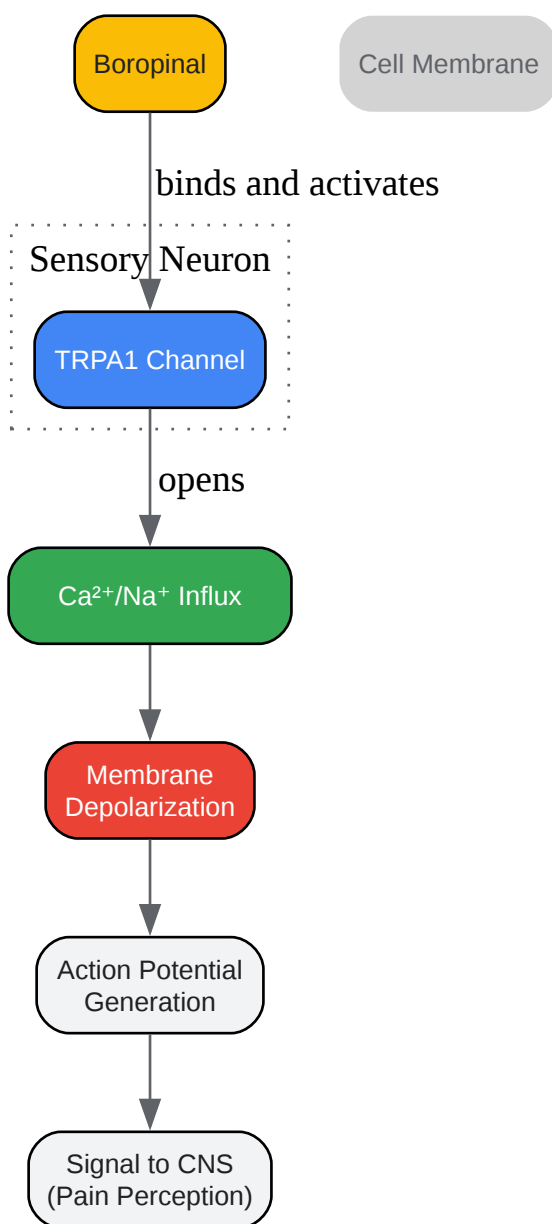 Boropinal
Cell Membrane
binds and activates
Sensory Neuron
TRPA1 Channel
opens
Ca²⁺/Na⁺ Influx
Membrane
Depolarization
Action Potential
Generation
Signal to CNS
(Pain Perception)